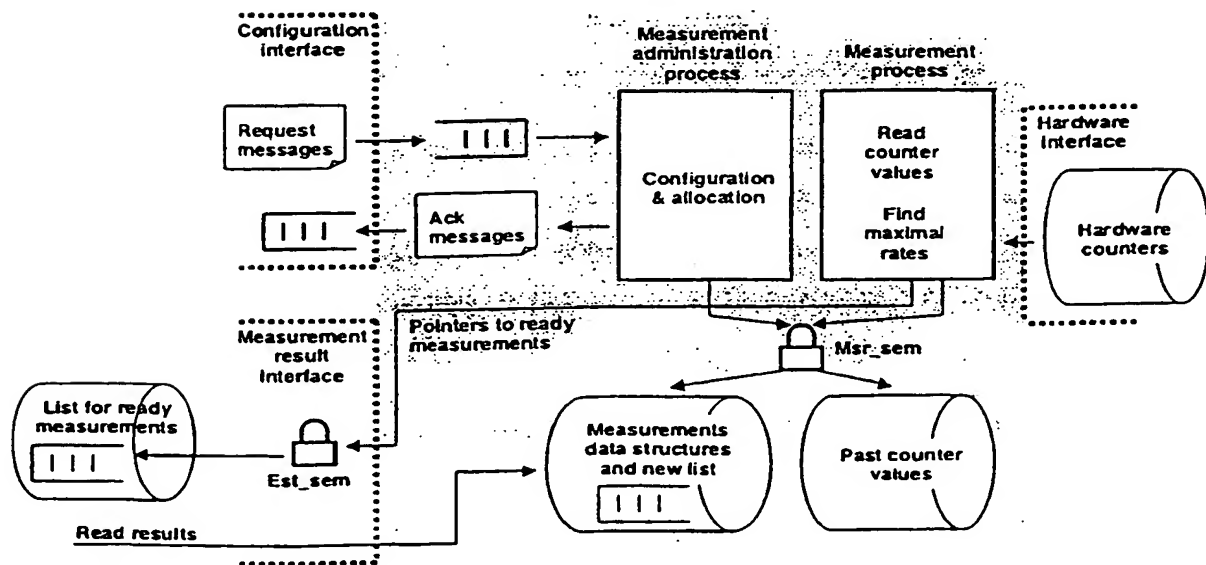 Configuration
interface
Measurement
administration
process
Measurement
process
Request
messages
Read
counter
values
Hardware
Interface
Configuration
& allocation
Ack
messages
Find
maximal
rates
Hardware
counters
Pointers to ready
measurements
Measurement
result
Interface
Msr_sem
List for ready
measurements
Measurements
data structures
and new list
Past counter
values
Est_sem
Read results